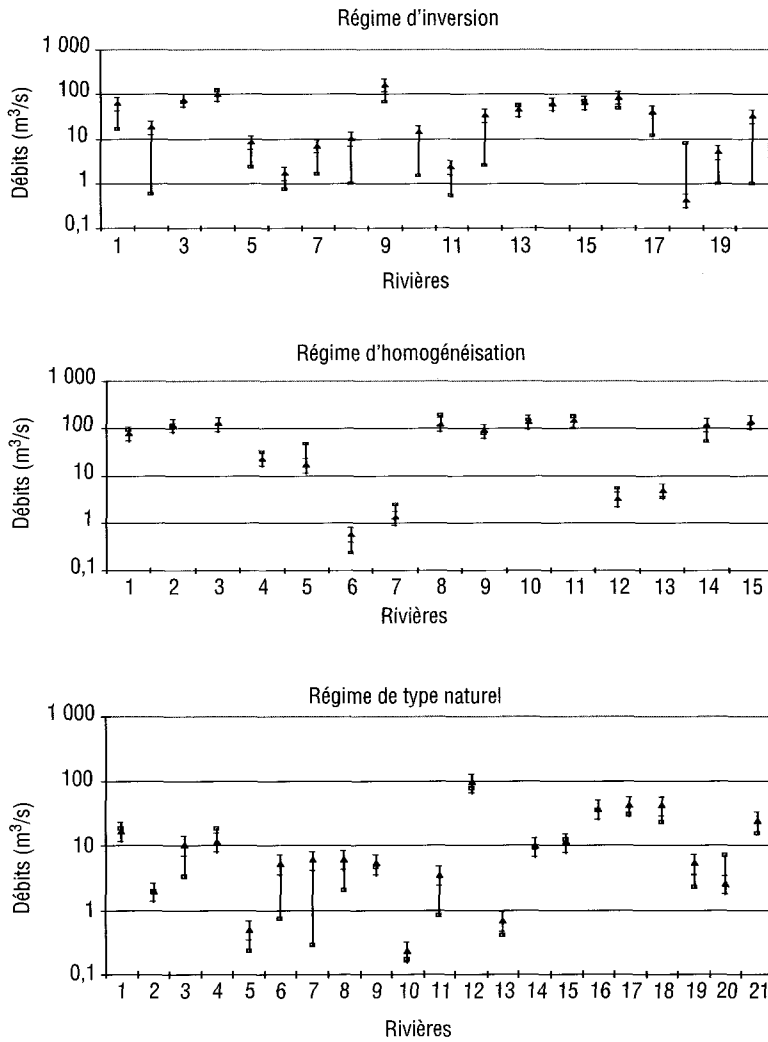 Régime d'inversion
Débits (m³/s)
1 000
100
10
1
0,1
1 3 5 7 9 11 13 15 17 19
Rivières
Régime d'homogénéisation
Débits (m³/s)
1 000
100
10
1
0,1
1 2 3 4 5 6 7 8 9 10 11 12 13 14 15
Rivières
Régime de type naturel
Débits (m³/s)
1 000
100
10
1
0,1
1 2 3 4 5 6 7 8 9 10 11 12 13 14 15 16 17 18 19 20 21
Rivières